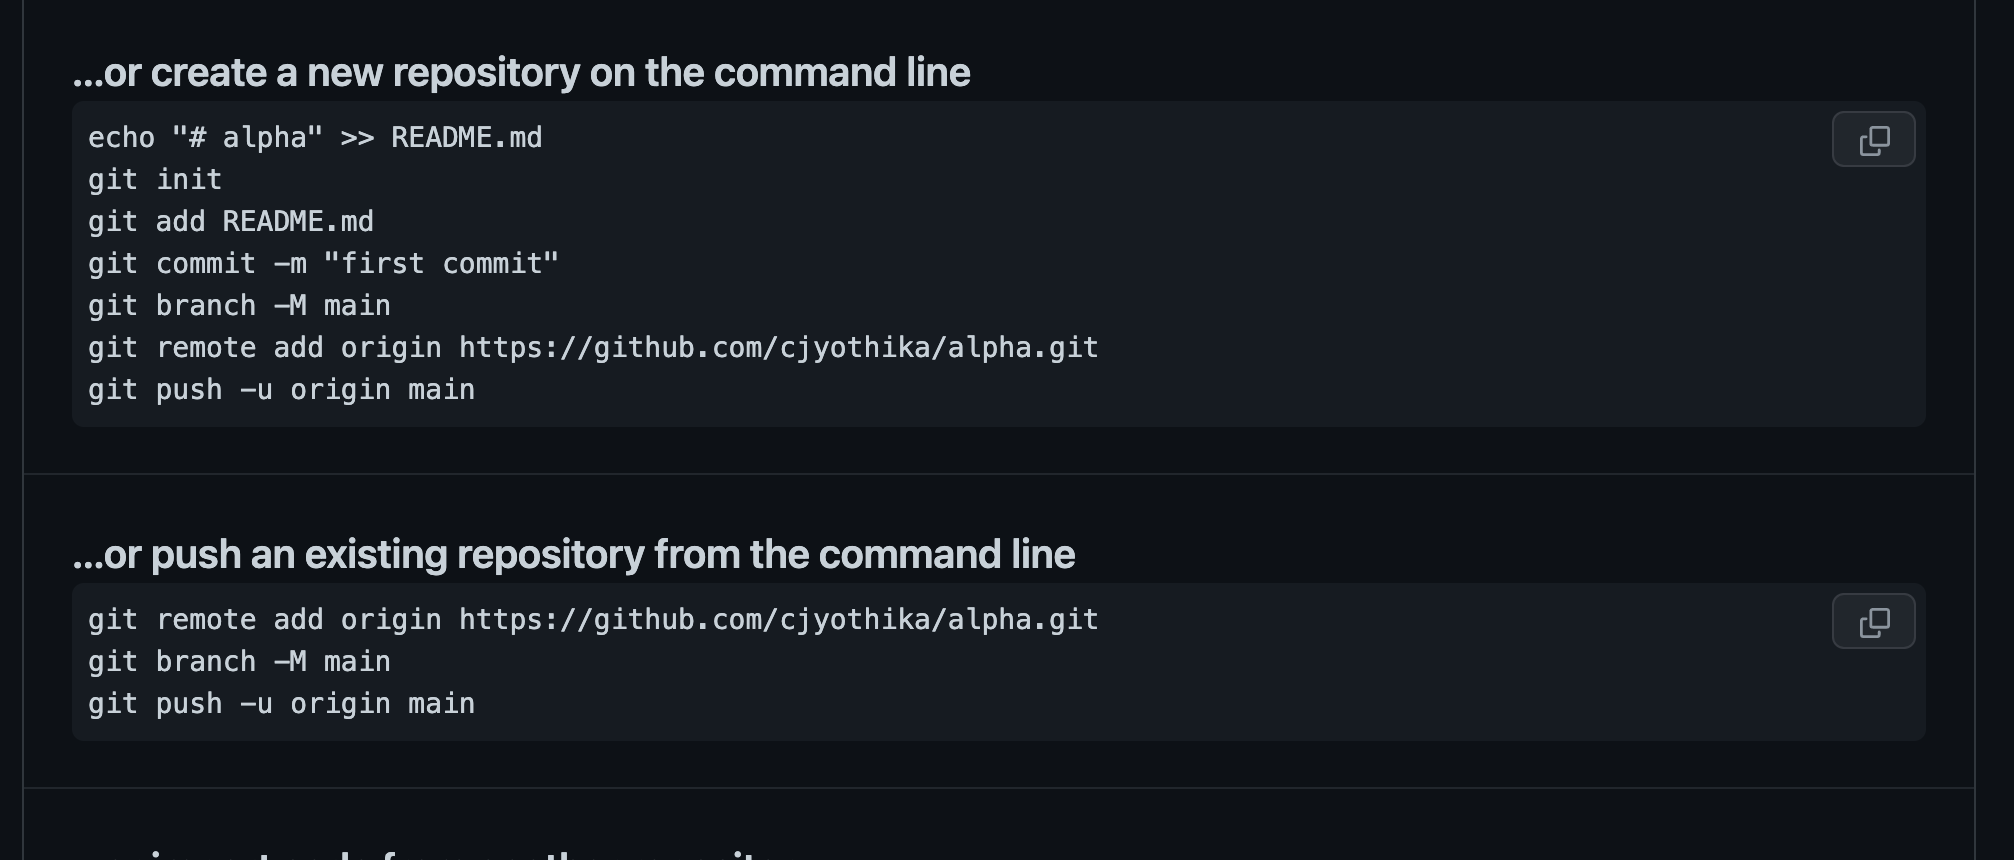 ...or create a new repository on the command line
echo "# alpha" >> README.md
git init
git add README.md
git commit -m "first commit"
git branch -M main
git remote add origin https://github.com/cjyothika/alpha.git
git push -u origin main
...or push an existing repository from the command line
git remote add origin https://github.com/cjyothika/alpha.git
git branch -M main
git push -u origin main